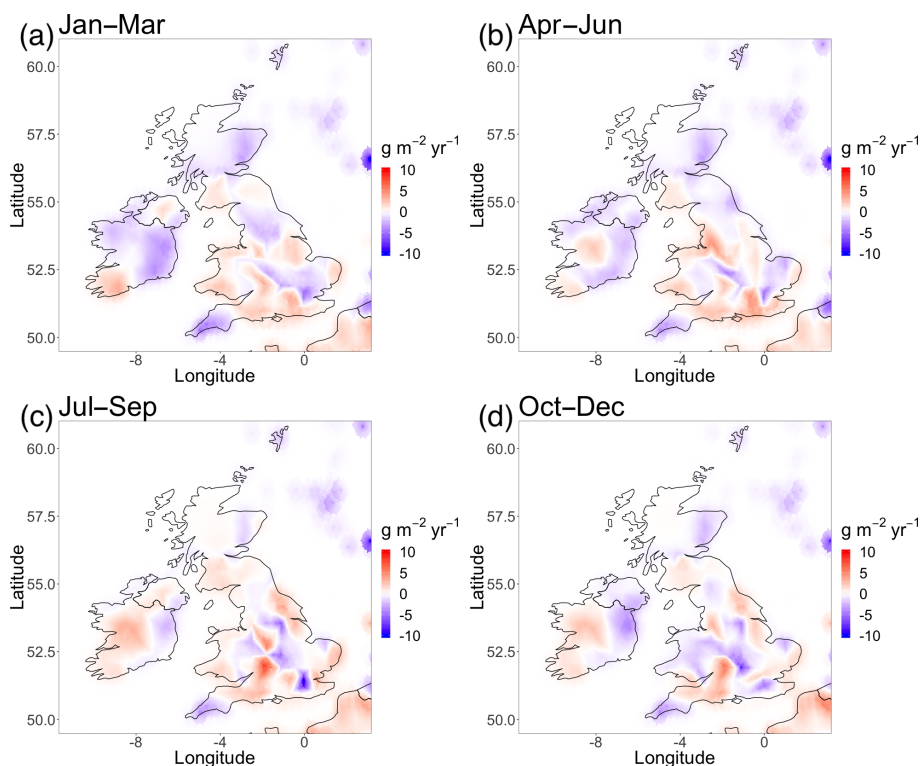 (a) Jan–Mar
60.0
57.5
55.0
52.5
50.0
Latitude
-8 -4 0
Longitude
g m⁻² yr⁻¹
10
5
0
-5
-10
(b) Apr–Jun
60.0
57.5
55.0
52.5
50.0
Latitude
-8 -4 0
Longitude
g m⁻² yr⁻¹
10
5
0
-5
-10
(c) Jul–Sep
60.0
57.5
55.0
52.5
50.0
Latitude
-8 -4 0
Longitude
g m⁻² yr⁻¹
10
5
0
-5
-10
(d) Oct–Dec
60.0
57.5
55.0
52.5
50.0
Latitude
-8 -4 0
Longitude
g m⁻² yr⁻¹
10
5
0
-5
-10